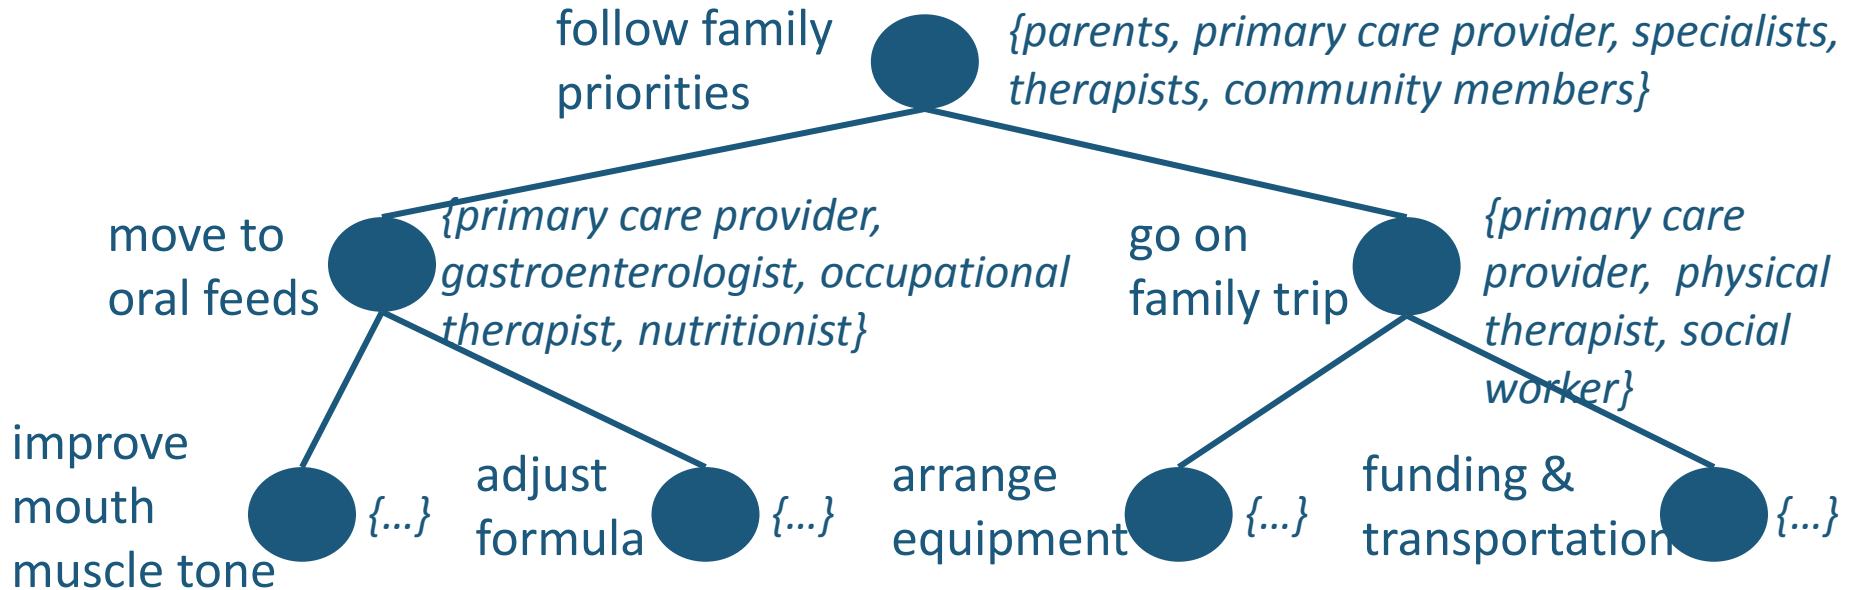 follow family
priorities
{parents, primary care provider, specialists,
therapists, community members}
move to
oral feeds
{primary care provider,
gastroenterologist, occupational
therapist, nutritionist}
go on
family trip
{primary care
provider,  physical
therapist, social
worker}
improve
mouth
muscle tone
{...}
adjust
formula
{...}
arrange
equipment
{...}
funding &
transportation
{...}